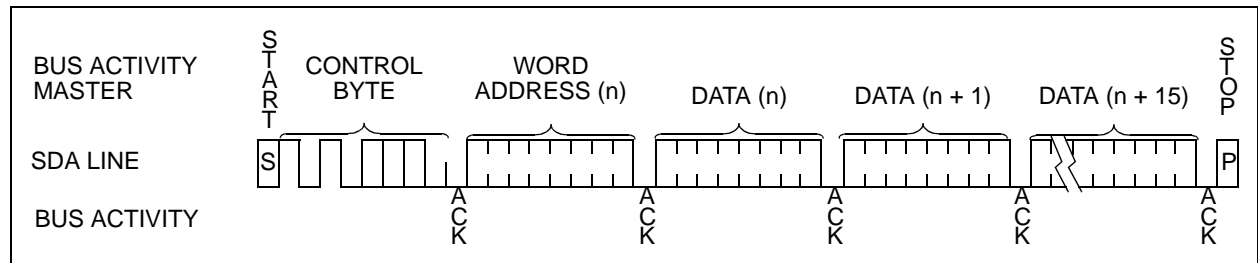 BUS ACTIVITY
MASTER
START
CONTROL
BYTE
WORD
ADDRESS (n)
DATA (n)
DATA (n + 1)
DATA (n + 15)
STOP
SDA LINE
S
P
BUS ACTIVITY
ACK
ACK
ACK
ACK
ACK